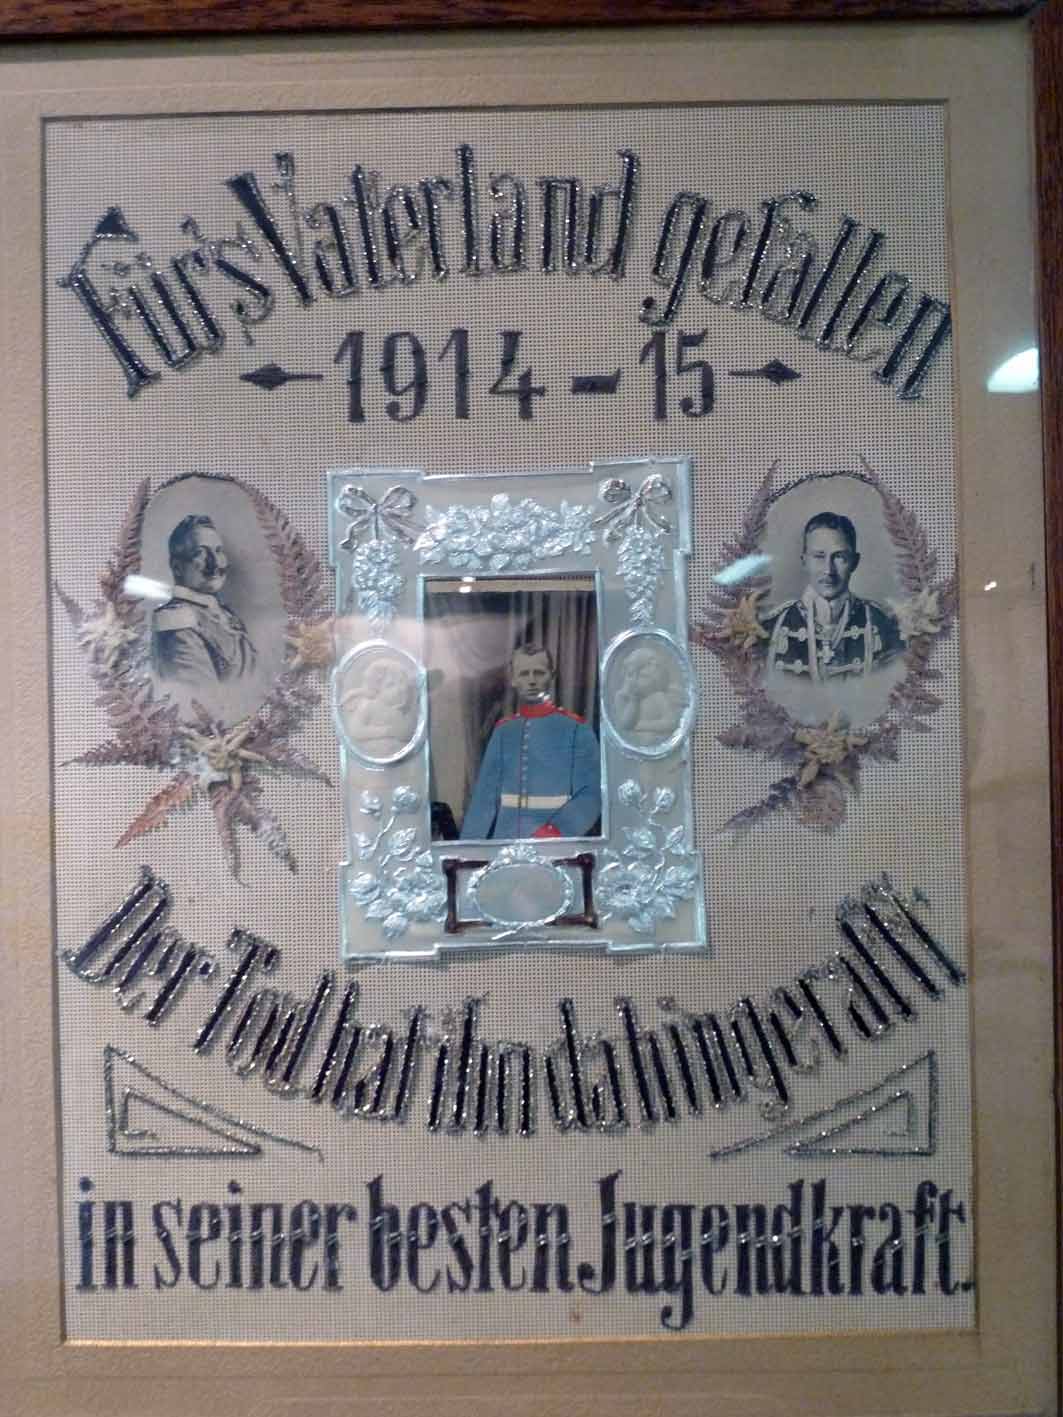 Für's Vaterland gefallen
1914-15
Der Tod hat ihn dahingerafft
in seiner besten Jugendkraft.